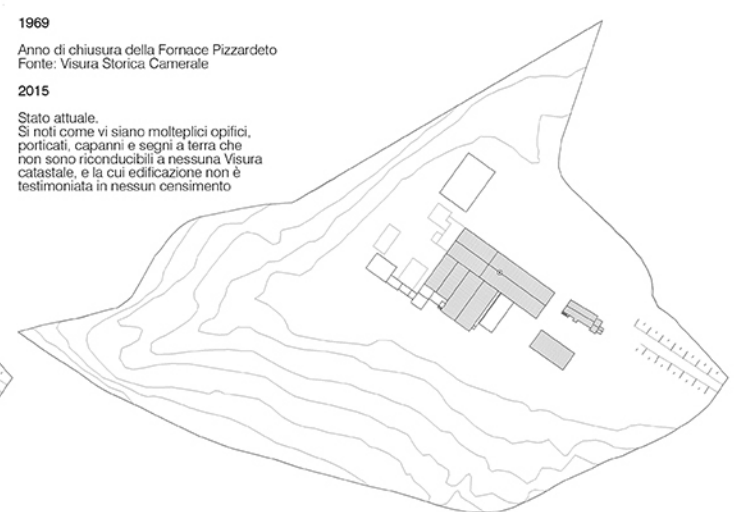 1969
Anno di chiusura della Fornace Pizzardeto
Fonte: Visura Storica Camerale
2015
Stato attuale.
Si noti come vi siano molteplici opifici,
porticati, capanni e segni a terra che
non sono riconducibili a nessuna Visura
catastale, e la cui edificazione non è
testimoniata in nessun censimento